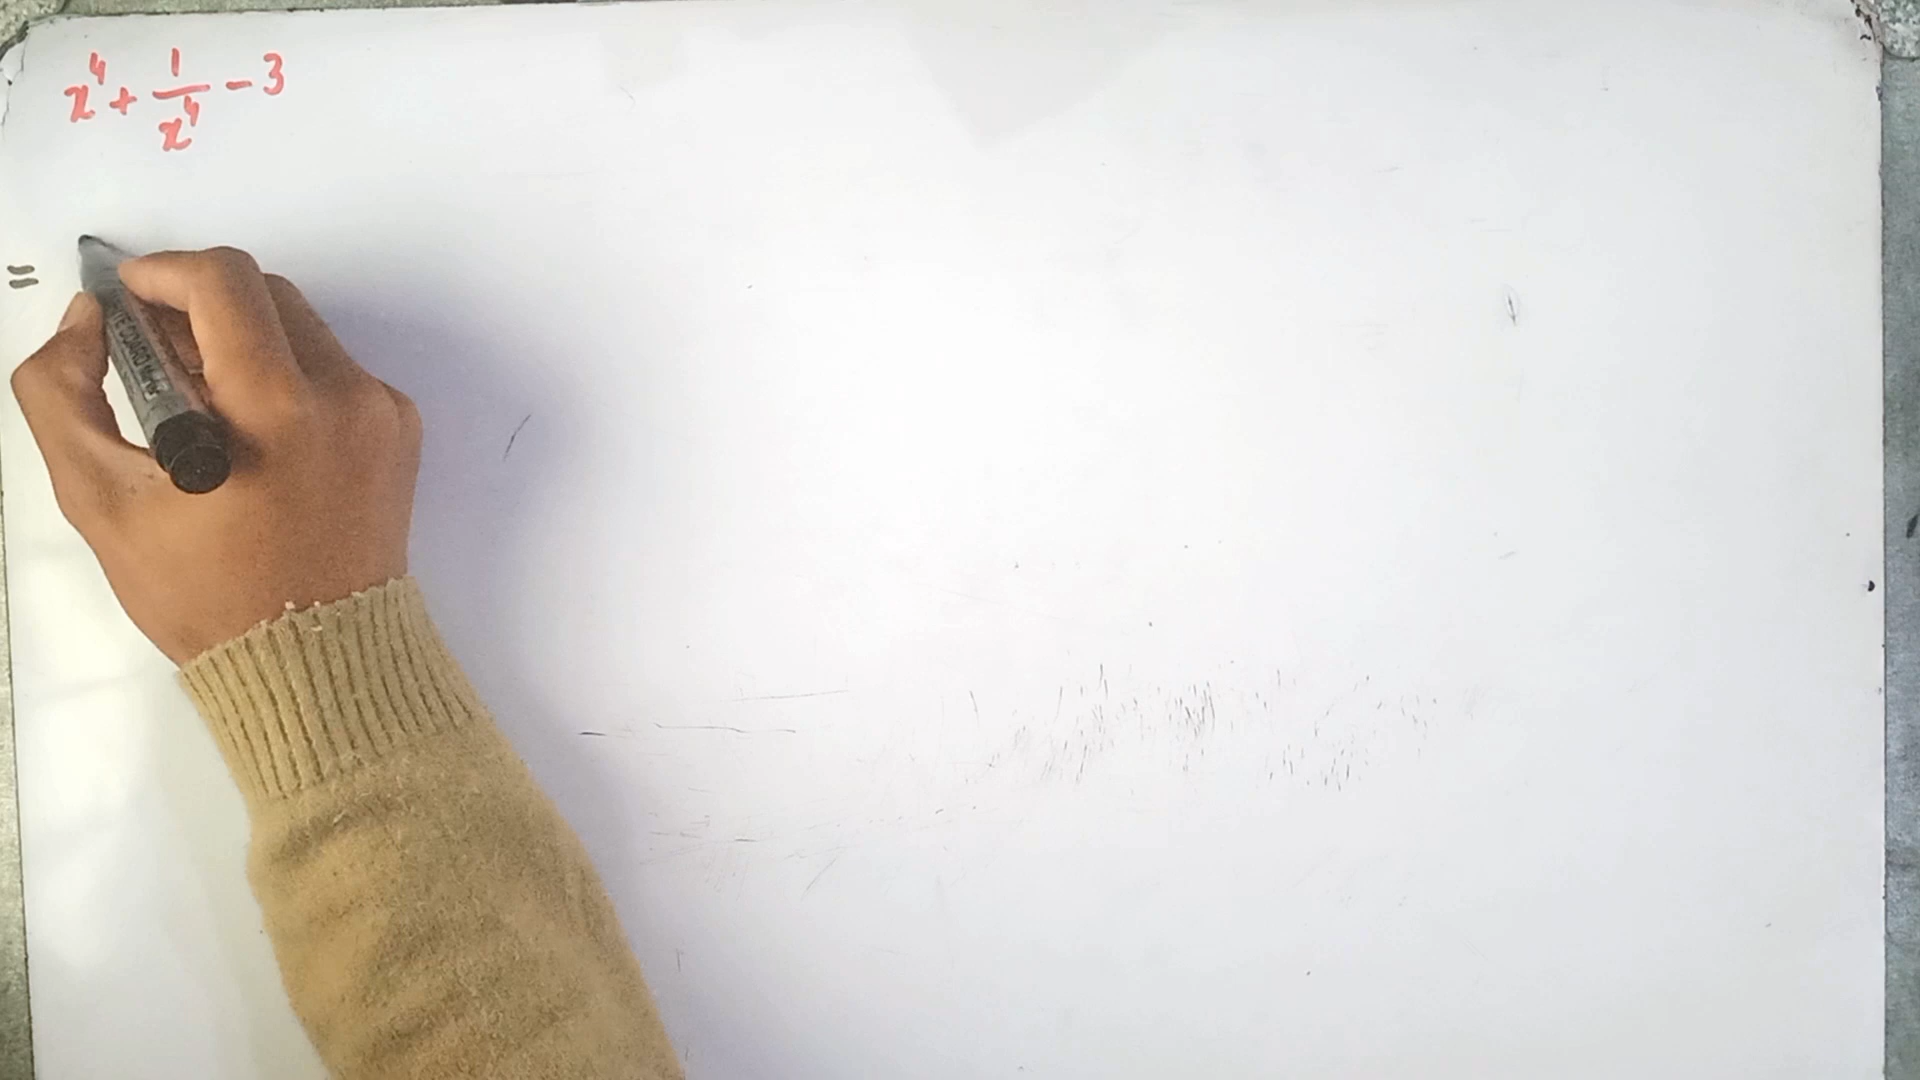 x⁴ + 1/x⁴ - 3
=